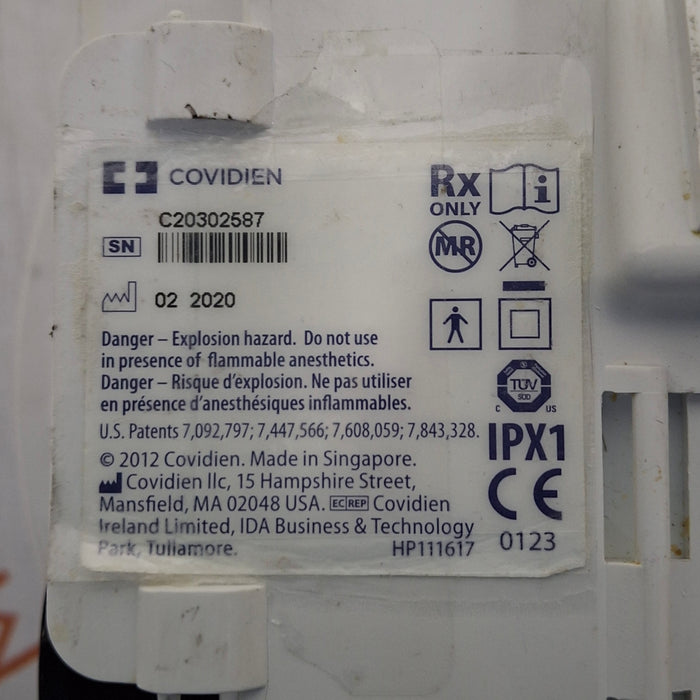 COVIDIEN
Rx
ONLY
i
C20302587
SN
MR
02 2020
Danger – Explosion hazard. Do not use
in presence of flammable anesthetics.
Danger – Risque d'explosion. Ne pas utiliser
en présence d'anesthésiques inflammables.
TÜV
SÜD
C US
U.S. Patents 7,092,797; 7,447,566; 7,608,059; 7,843,328.
IPX1
© 2012 Covidien. Made in Singapore.
Covidien llc, 15 Hampshire Street,
Mansfield, MA 02048 USA. EC REP Covidien
Ireland Limited, IDA Business & Technology
Park, Tullamore.
HP111617
CE
0123